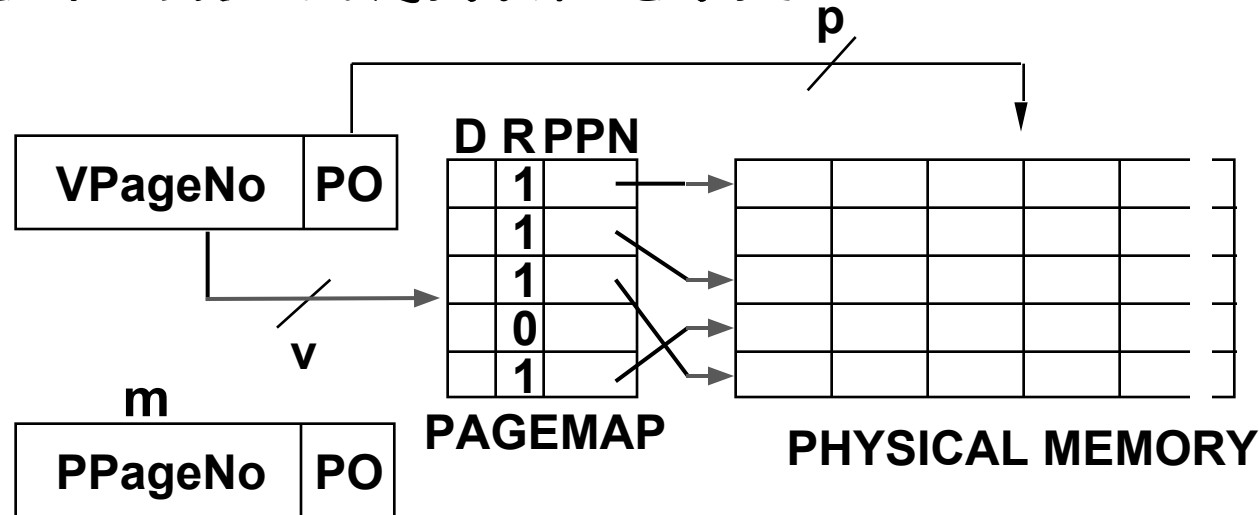 p
D R PPN
VPageNo PO
1
1
1
0
1
v
m
PAGEMAP
PHYSICAL MEMORY
PPageNo PO